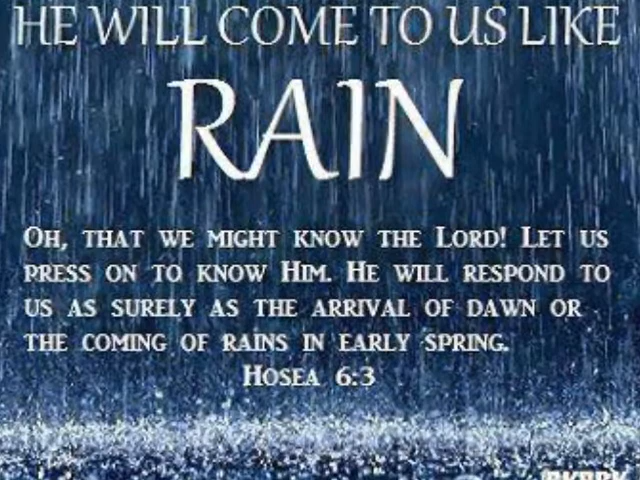 HE WILL COME TO US LIKE
RAIN
OH, THAT WE MIGHT KNOW THE LORD! LET US
PRESS ON TO KNOW HIM. HE WILL RESPOND TO
US AS SURELY AS THE ARRIVAL OF DAWN OR
THE COMING OF RAINS IN EARLY SPRING.
HOSEA 6:3